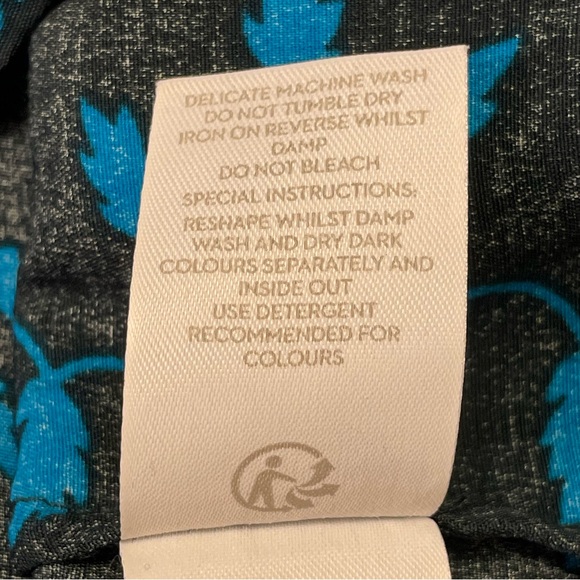 DELICATE MACHINE WASH
DO NOT TUMBLE DRY
IRON ON REVERSE WHILST
DAMP
DO NOT BLEACH
SPECIAL INSTRUCTIONS:
RESHAPE WHILST DAMP
WASH AND DRY DARK
COLOURS SEPARATELY AND
INSIDE OUT
USE DETERGENT
RECOMMENDED FOR
COLOURS